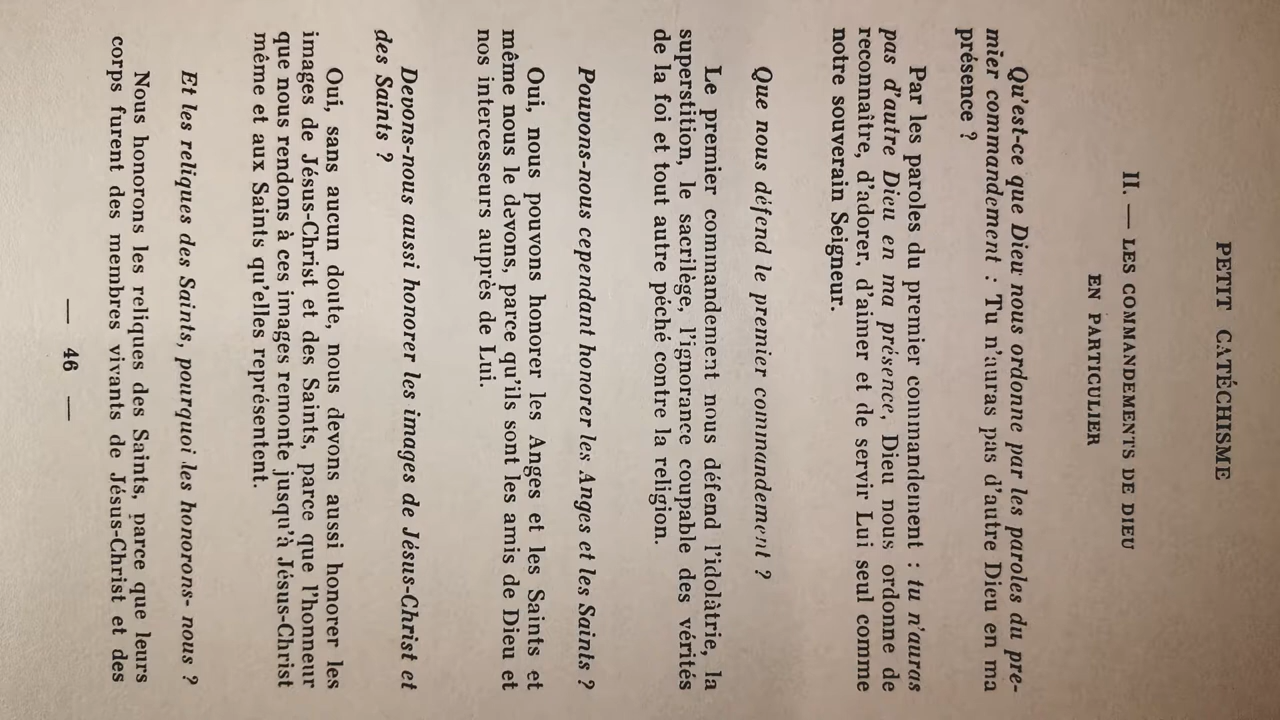 PETIT CATÉCHISME
II. — LES COMMANDEMENTS DE DIEU
EN PARTICULIER
Qu'est-ce que Dieu nous ordonne par les paroles du pre-
mier commandement : Tu n'auras pas d'autre Dieu en ma
présence ?
Par les paroles du premier commandement : tu n'auras
pas d'autre Dieu en ma présence, Dieu nous ordonne de
reconnaître, d'adorer, d'aimer et de servir Lui seul comme
notre souverain Seigneur.
Que nous défend le premier commandement ?
Le premier commandement nous défend l'idolâtrie, la
superstition, le sacrilège, l'ignorance coupable des vérités
de la foi et tout autre péché contre la religion.
Pouvons-nous cependant honorer les Anges et les Saints ?
Oui, nous pouvons honorer les Anges et les Saints et
même nous le devons, parce qu'ils sont les amis de Dieu et
nos intercesseurs auprès de Lui.
Devons-nous aussi honorer les images de Jésus-Christ et
des Saints ?
Oui, sans aucun doute, nous devons aussi honorer les
images de Jésus-Christ et des Saints, parce que l'honneur
que nous rendons à ces images remonte jusqu'à Jésus-Christ
même et aux Saints qu'elles représentent.
Et les reliques des Saints, pourquoi les honorons- nous ?
Nous honorons les reliques des Saints, parce que leurs
corps furent des membres vivants de Jésus-Christ et des
— 46 —